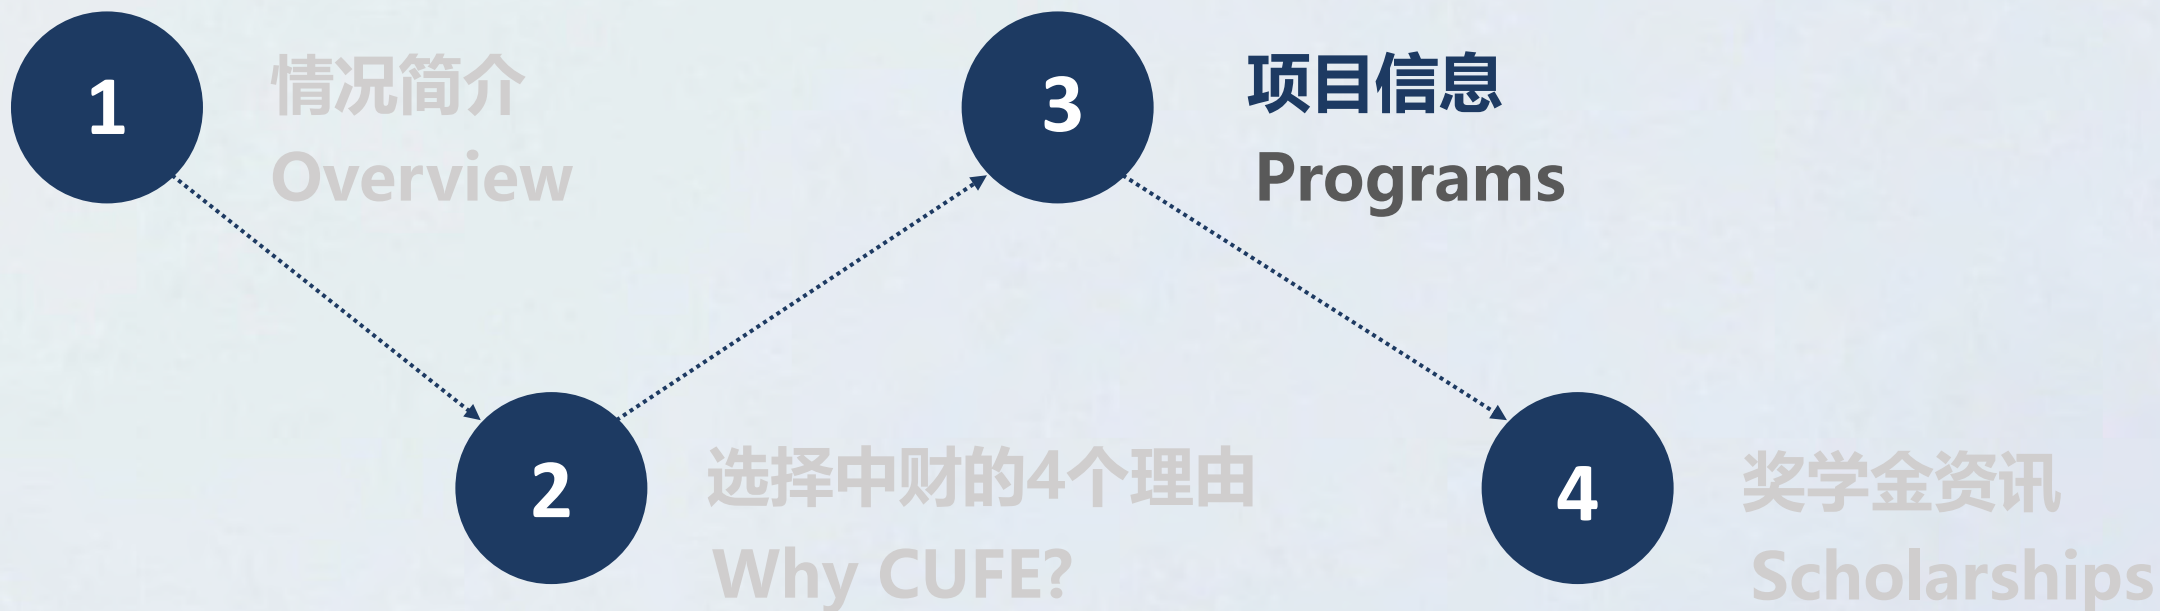 1
情况简介
Overview
2
选择中财的4个理由
Why CUFE?
3
项目信息
Programs
4
奖学金资讯
Scholarships